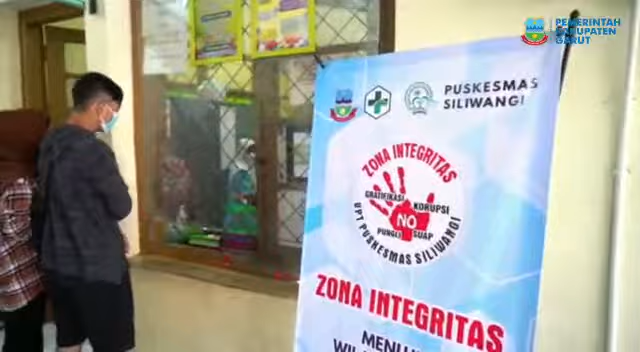 PEMERINTAH
KABUPATEN
GARUT
PUSKESMAS
SILIWANGI
ZONA INTEGRITAS
GRATIFIKASI
KORUPSI
NO
PUNGLI
SUAP
UPT PUSKESMAS SILIWANGI
ZONA INTEGRITAS